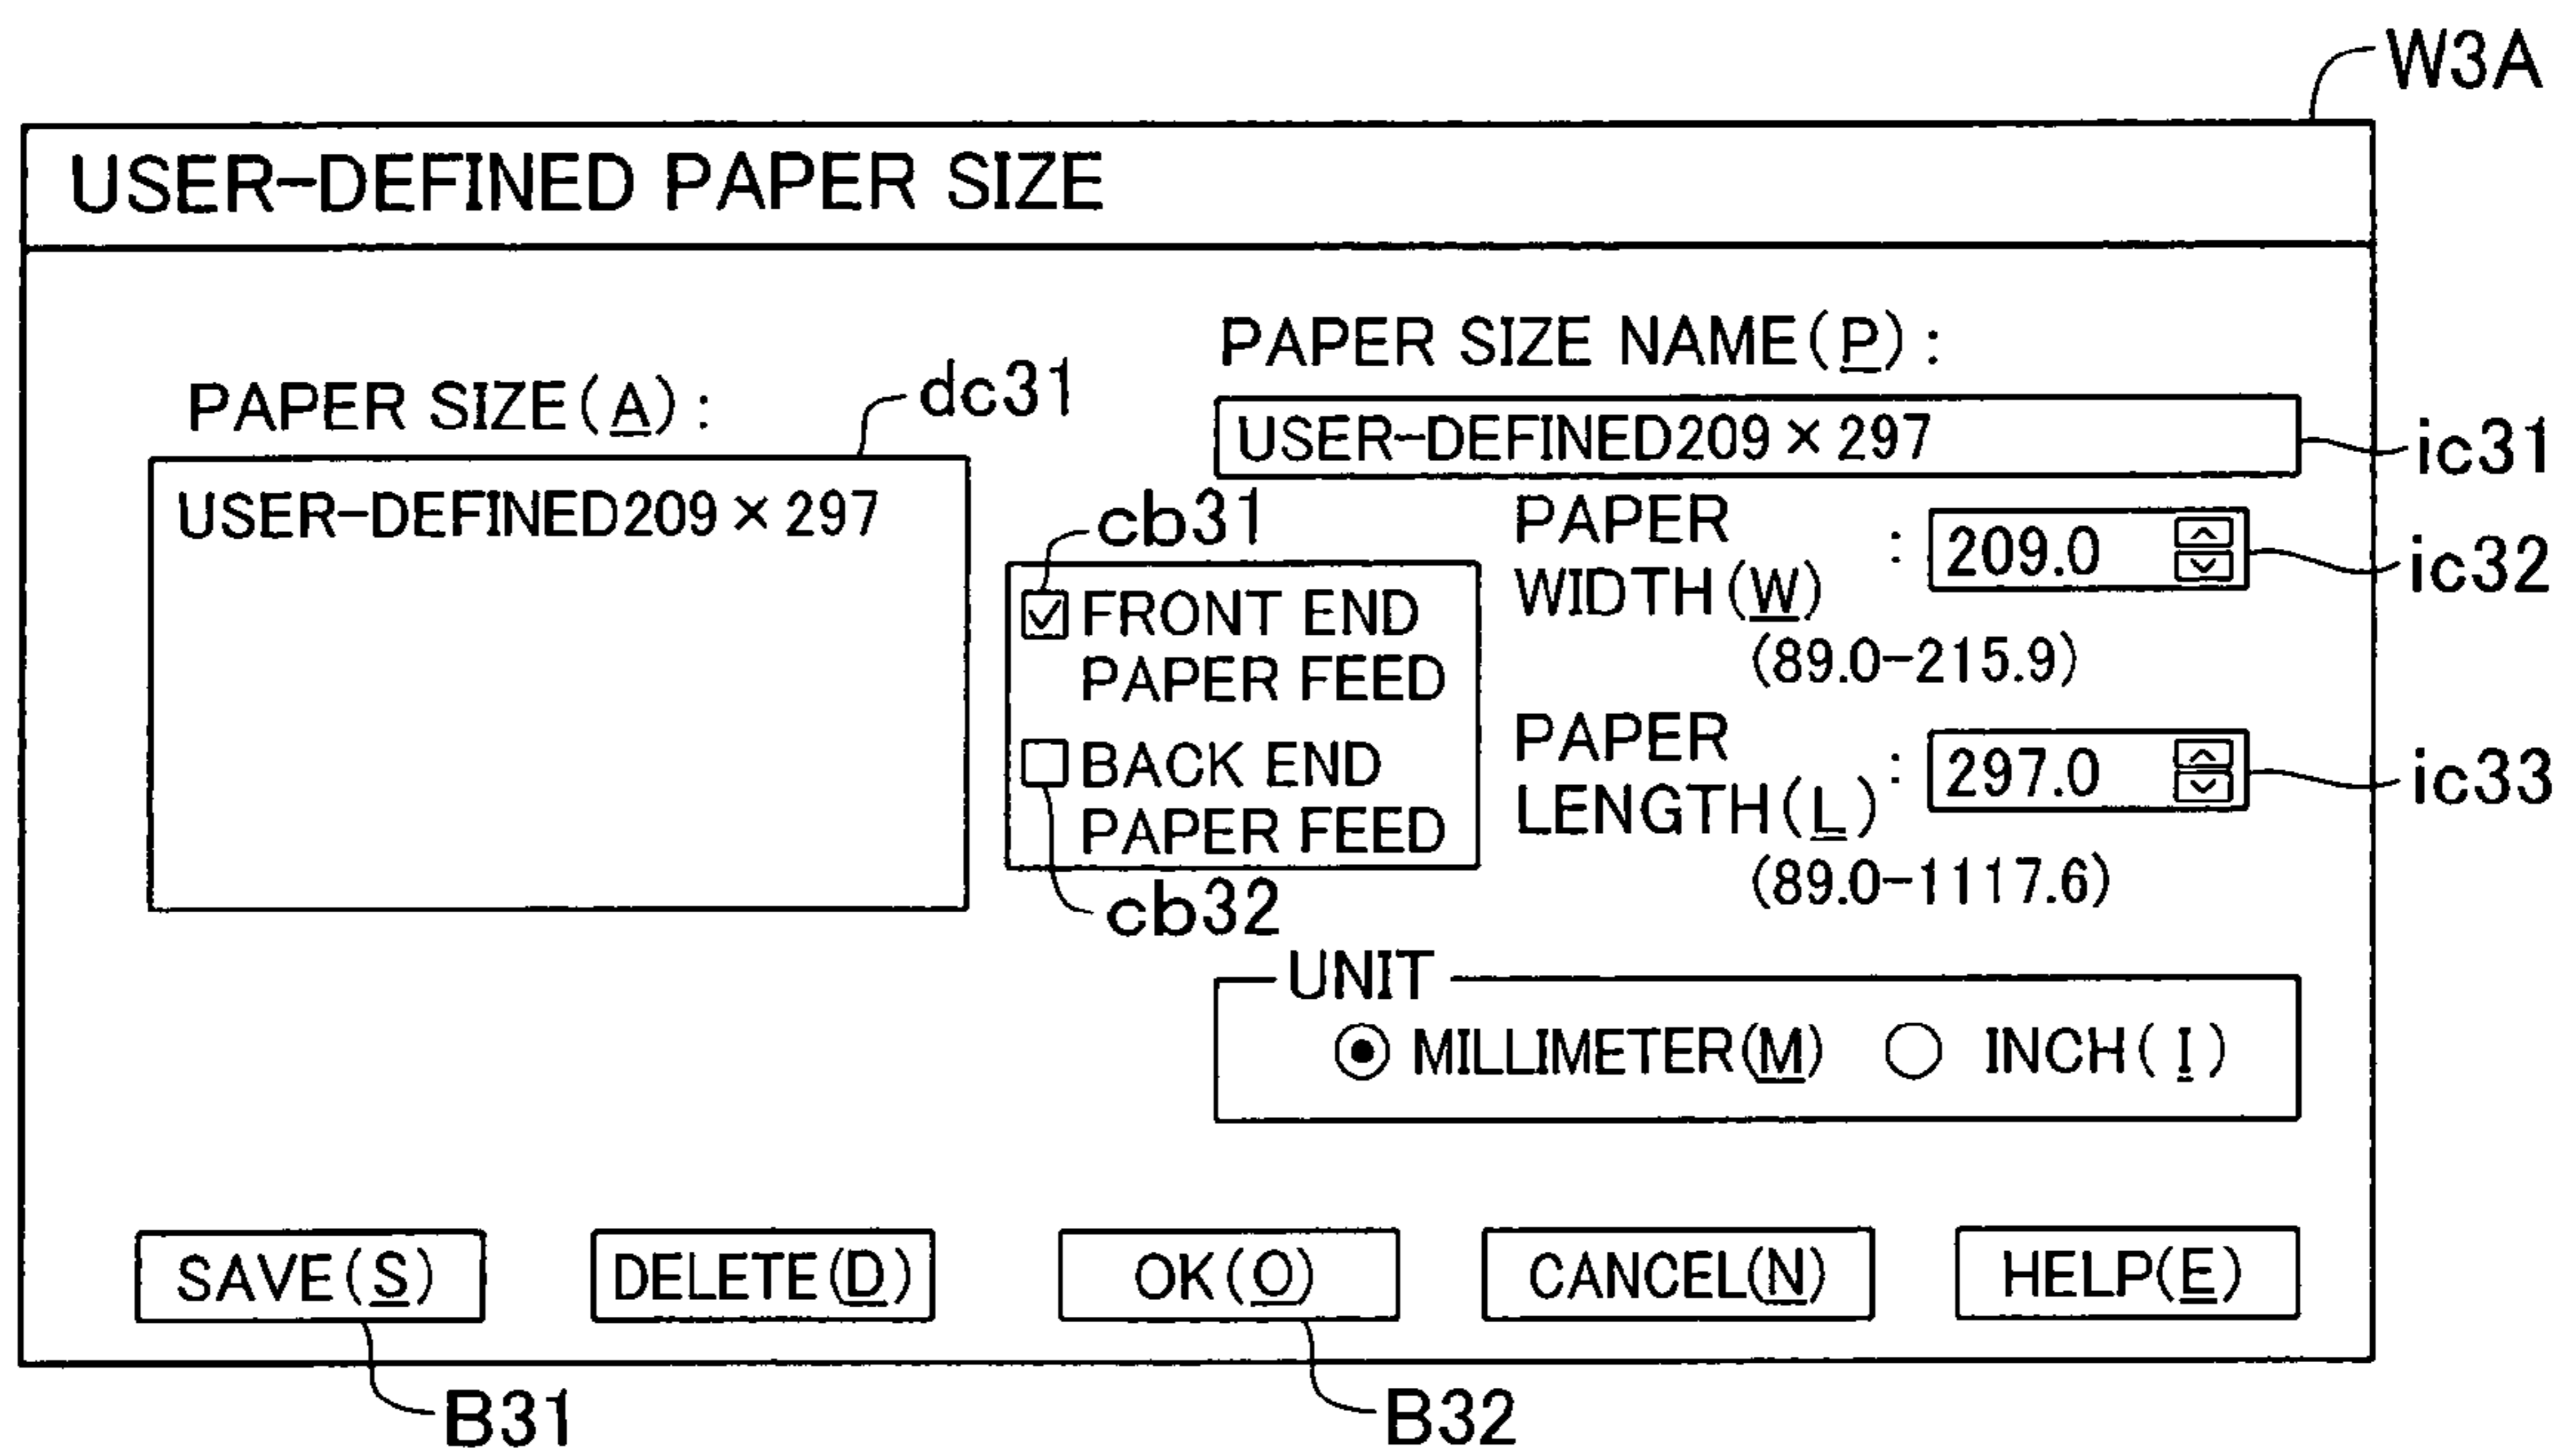 W3A
USER-DEFINED PAPER SIZE
PAPER SIZE(A):
dc31
USER-DEFINED209×297
cb31
FRONT END
PAPER FEED
BACK END
PAPER FEED
cb32
PAPER SIZE NAME(P):
USER-DEFINED209×297
ic31
PAPER
WIDTH(W)
: 209.0
ic32
(89.0-215.9)
PAPER
LENGTH(L)
: 297.0
ic33
(89.0-1117.6)
UNIT
MILLIMETER(M) INCH(I)
SAVE(S) DELETE(D) OK(O) CANCEL(N) HELP(E)
B31 B32